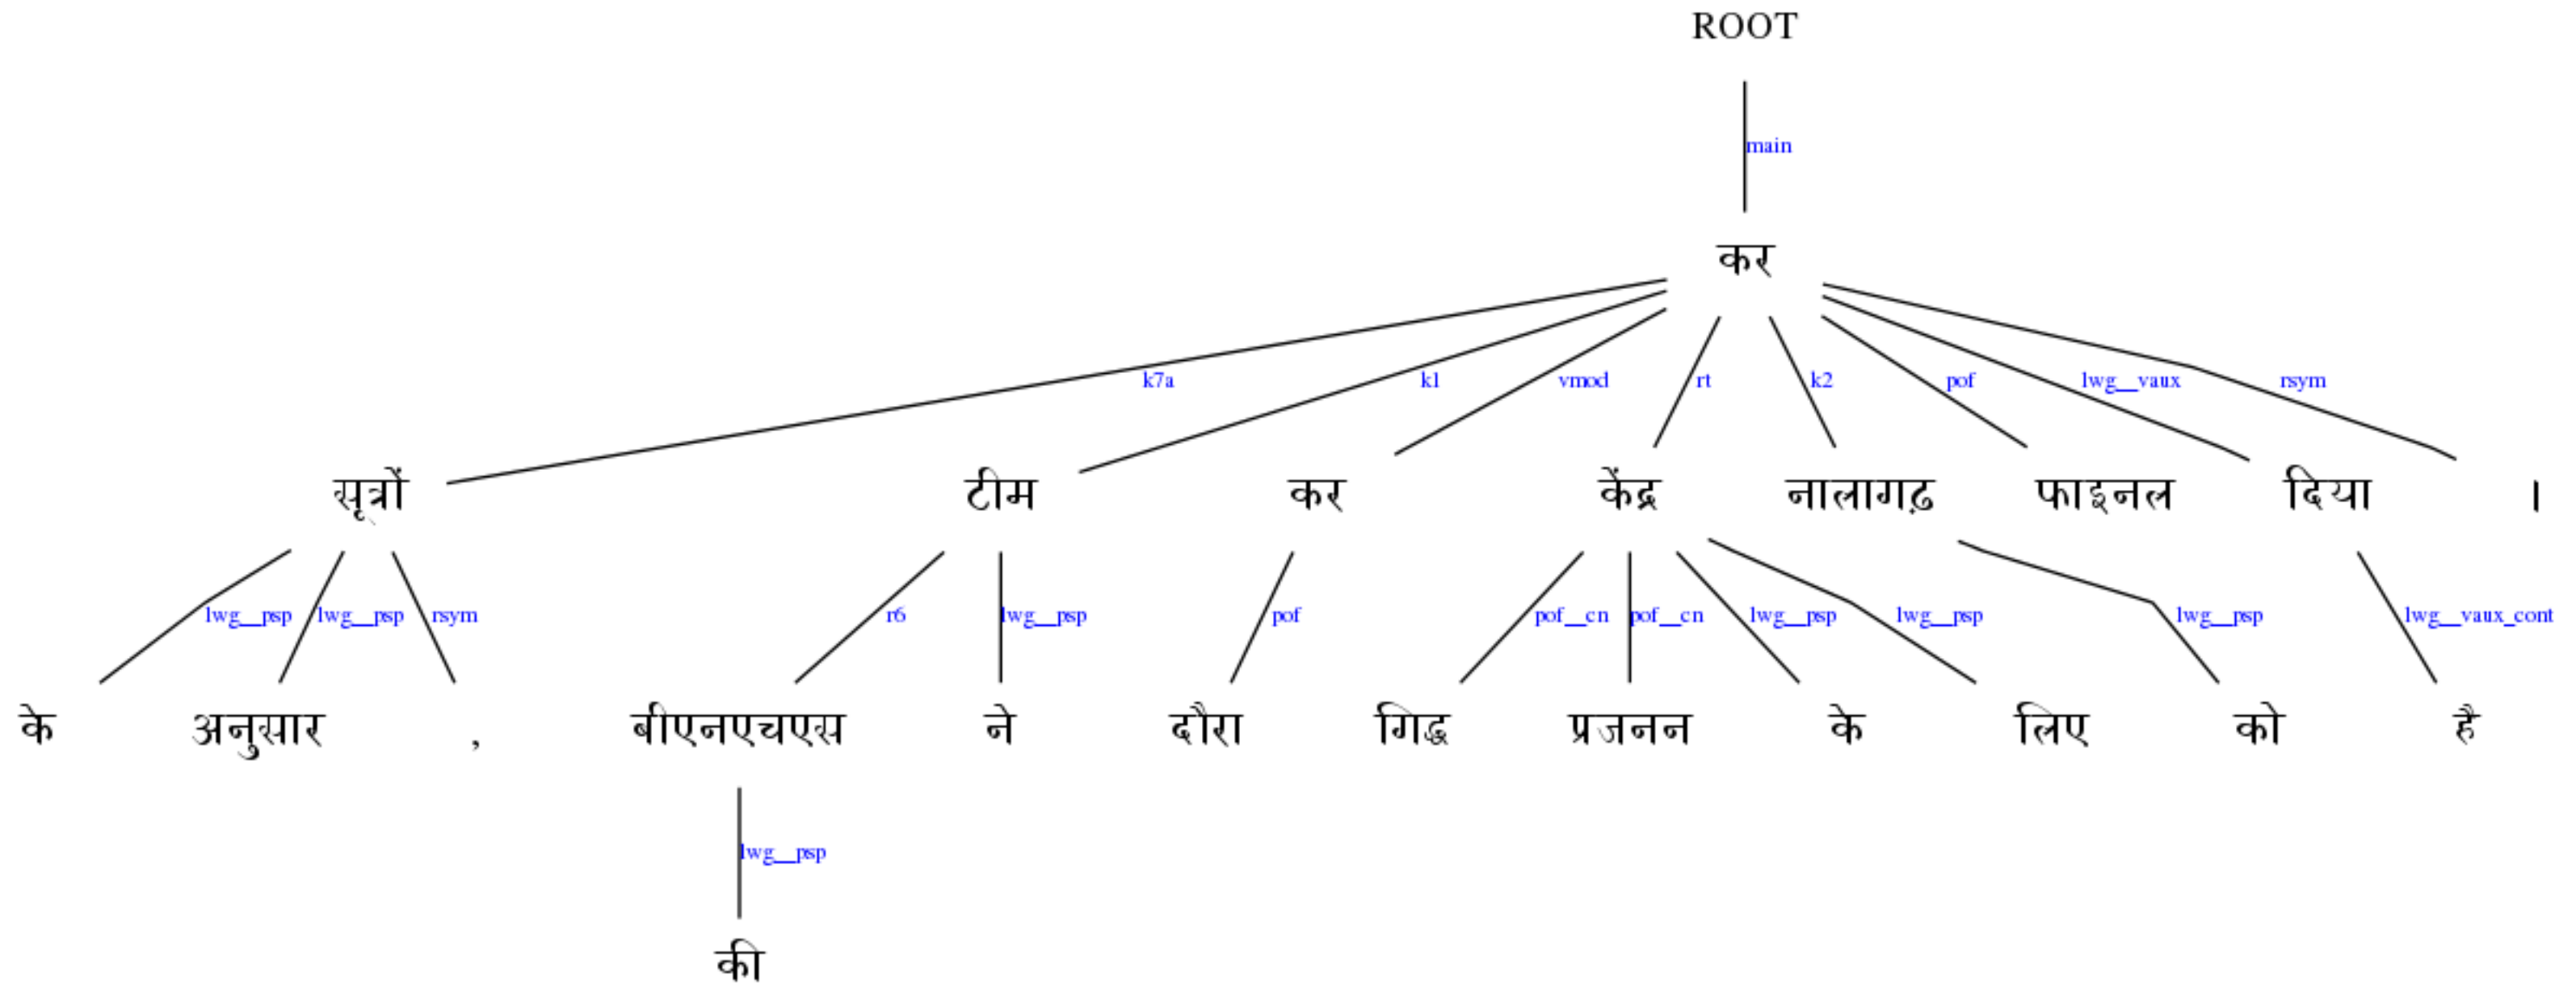 ROOT
main
कर
k7a k1 vmod rt k2 pof lwg__vaux rsym
सूत्रों टीम कर केंद्र नालागढ़ फाइनल दिया ।
lwg__psp lwg__psp rsym r6 lwg__psp pof pof__cn pof__cn lwg__psp lwg__psp lwg__psp lwg__vaux_cont
के अनुसार , बीएनएचएस ने दौरा गिद्ध प्रजनन के लिए को है
lwg__psp
की